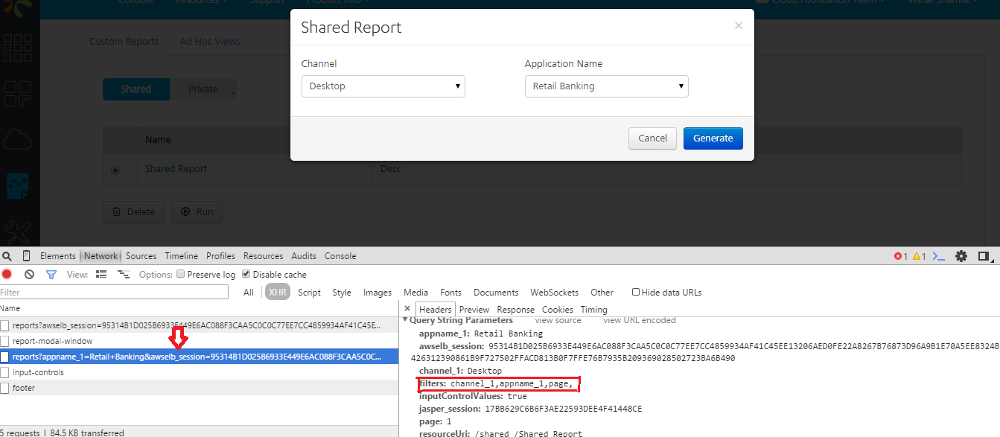 Console Resources Support Product Info Cloud Foundation Team Vishal Sharma
Shared Report ×
Custom Reports Ad Hoc Views
Channel Application Name
Desktop Retail Banking
Shared Private
Cancel Generate
Name
Shared Report Desc
Delete Run
Elements Network Sources Timeline Profiles Resources Audits Console 1 1
View: Options: Preserve log Disable cache
Filter All XHR Script Style Images Media Fonts Documents WebSockets Other Hide data URLs
Name × Headers Preview Response Cookies Timing
Query String Parameters view source view URL encoded
reports?awselb_session=95314B1D025B6933E449E6AC088F3CAA5C0C0C77EE7CC4859934AF41C45E...
appname_1: Retail Banking
report-modal-window
awselb_session: 95314B1D025B6933E449E6AC088F3CAA5C0C0C77EE7CC4859934AF41C45EE13206AED0FE22A8267B76873D96A9B1E70A5EE8324B
reports?appname_1=Retail+Banking&awselb_session=95314B1D025B6933E449E6AC088F3CAA5C0C...
426312390861B9F727502FFACD813B0F7FFE76B7935B209369028502723BA6B490
input-controls
channel_1: Desktop
filters: channel_1,appname_1,page,
footer
inputControlValues: true
jasper_session: 17BB629C6B6F3AE22593DEE4F41448CE
page: 1
5 requests | 84.5 KB transferred
resourceUri: /shared /Shared Report